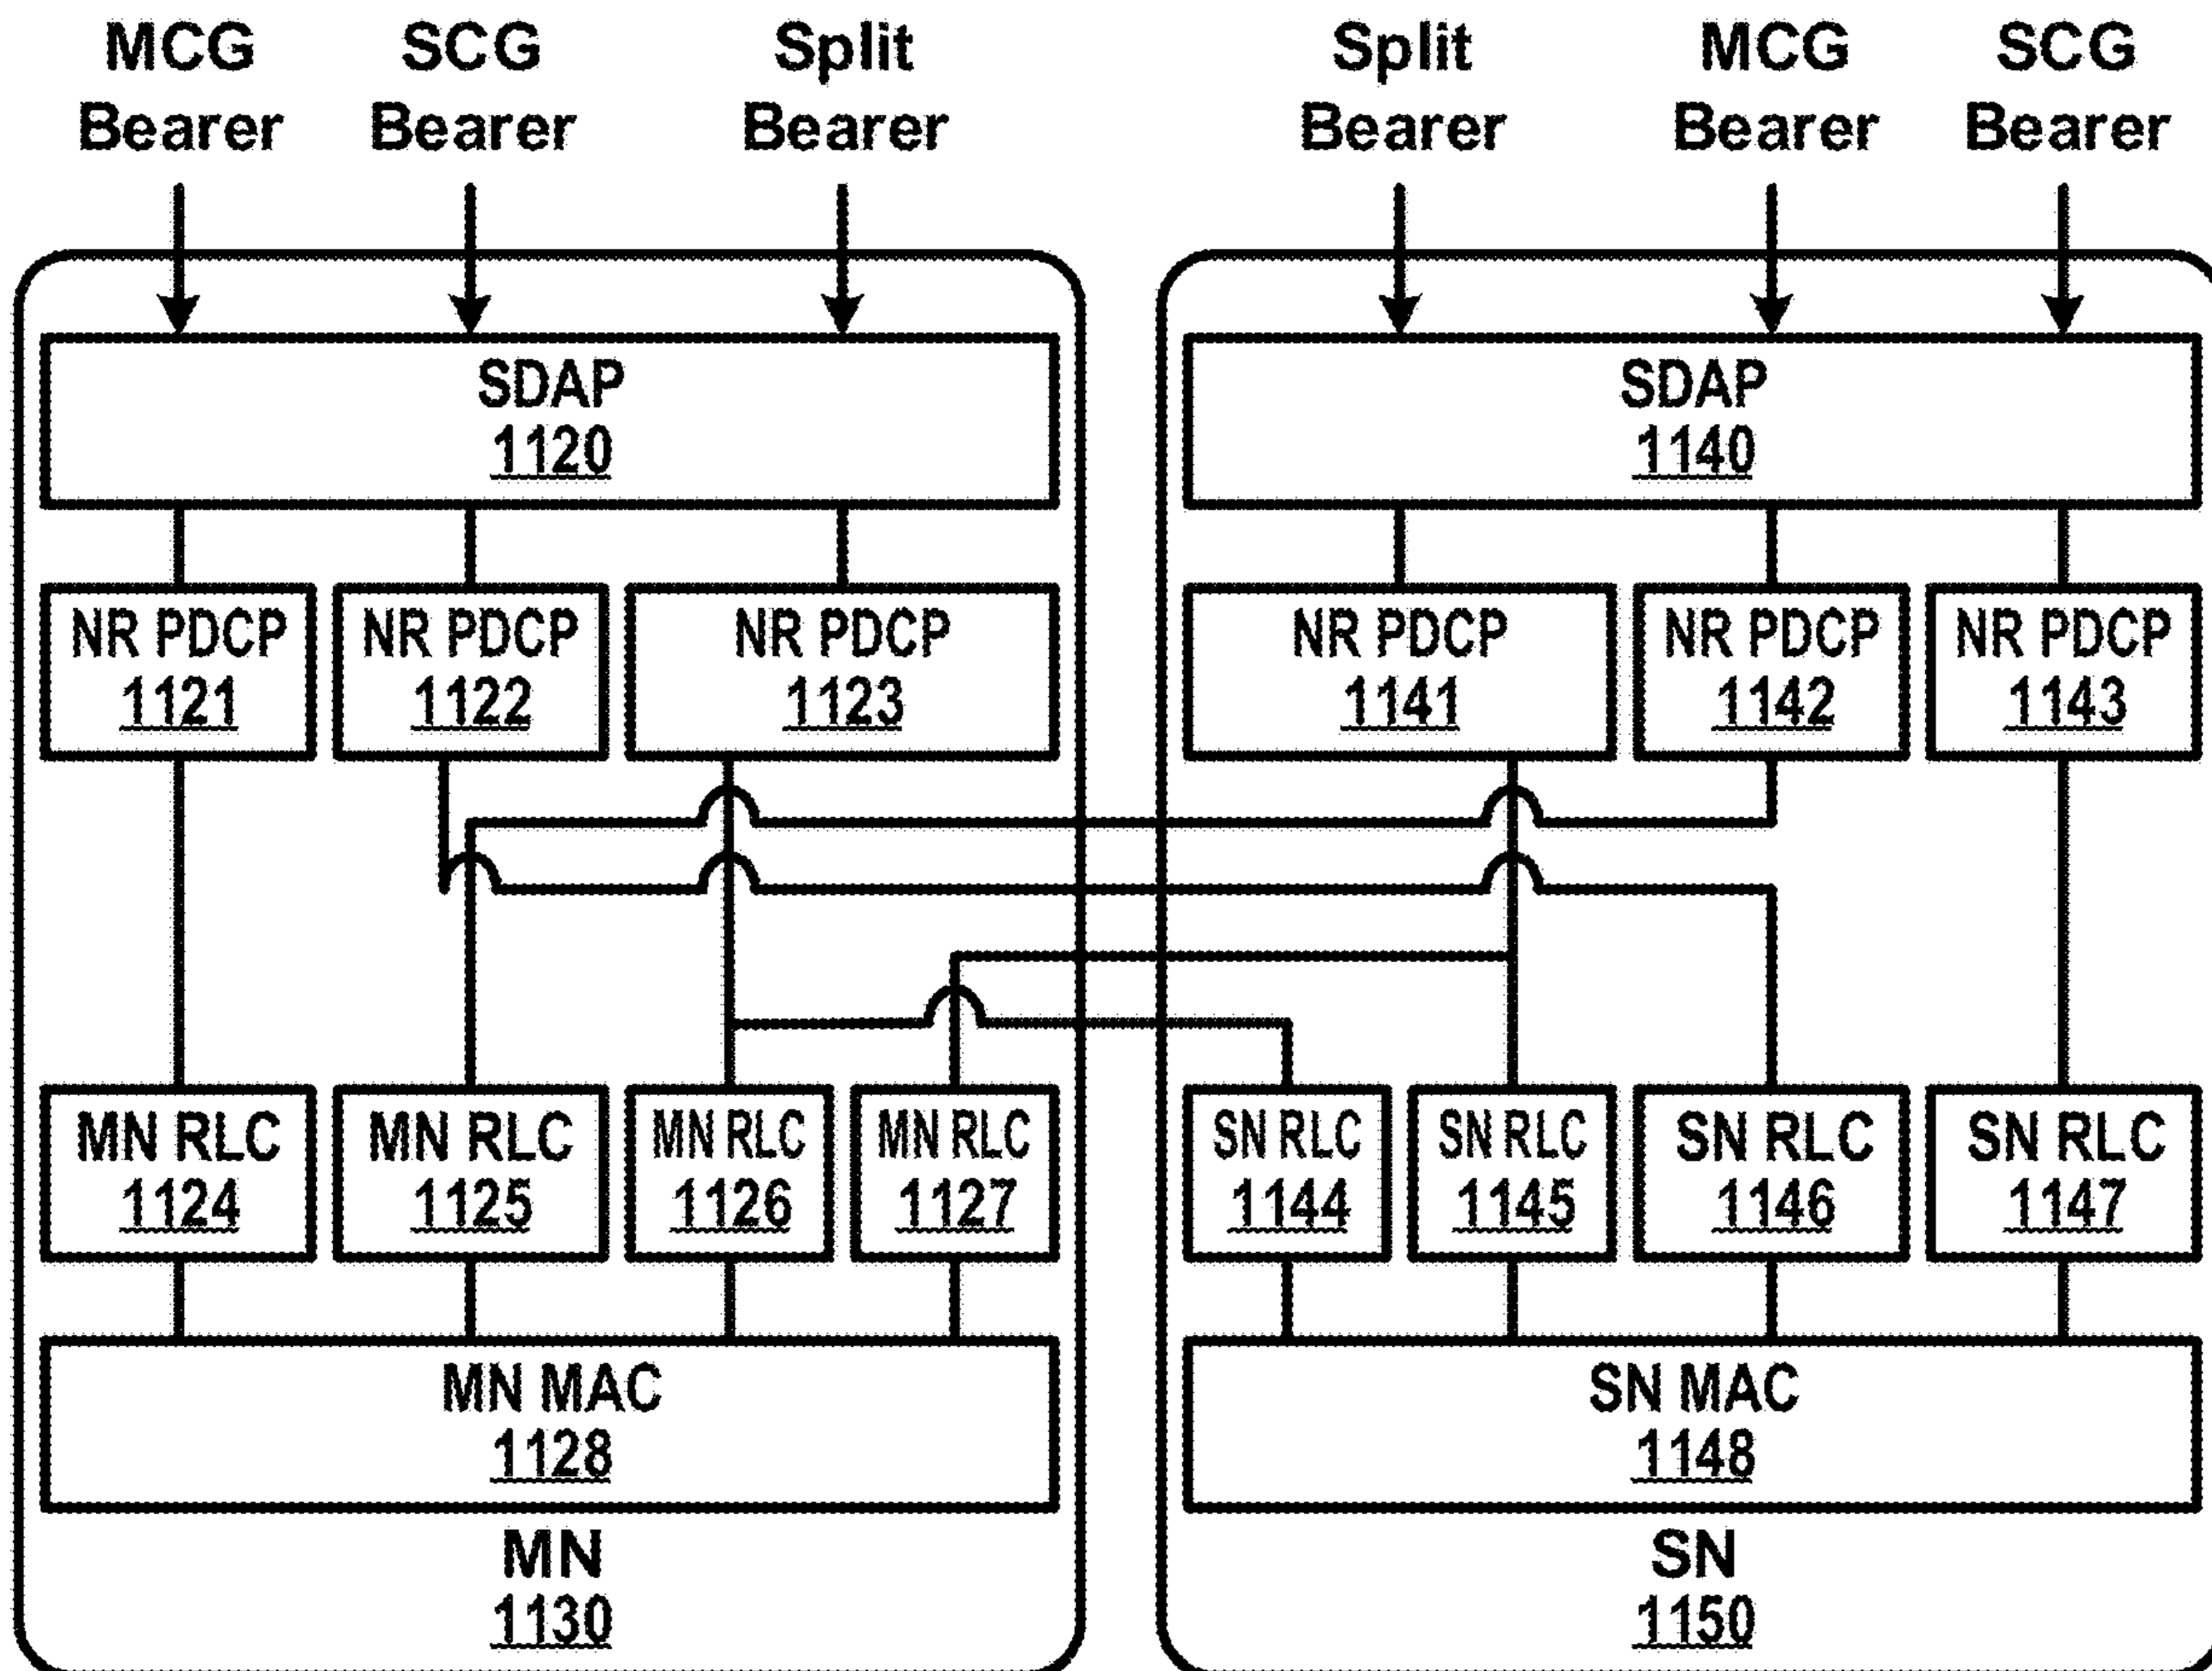 MCG Bearer
SCG Bearer
Split Bearer
Split Bearer
MCG Bearer
SCG Bearer
SDAP
1120
SDAP
1140
NR PDCP
1121
NR PDCP
1122
NR PDCP
1123
NR PDCP
1141
NR PDCP
1142
NR PDCP
1143
MN RLC
1124
MN RLC
1125
MN RLC
1126
MN RLC
1127
SN RLC
1144
SN RLC
1145
SN RLC
1146
SN RLC
1147
MN MAC
1128
SN MAC
1148
MN
1130
SN
1150